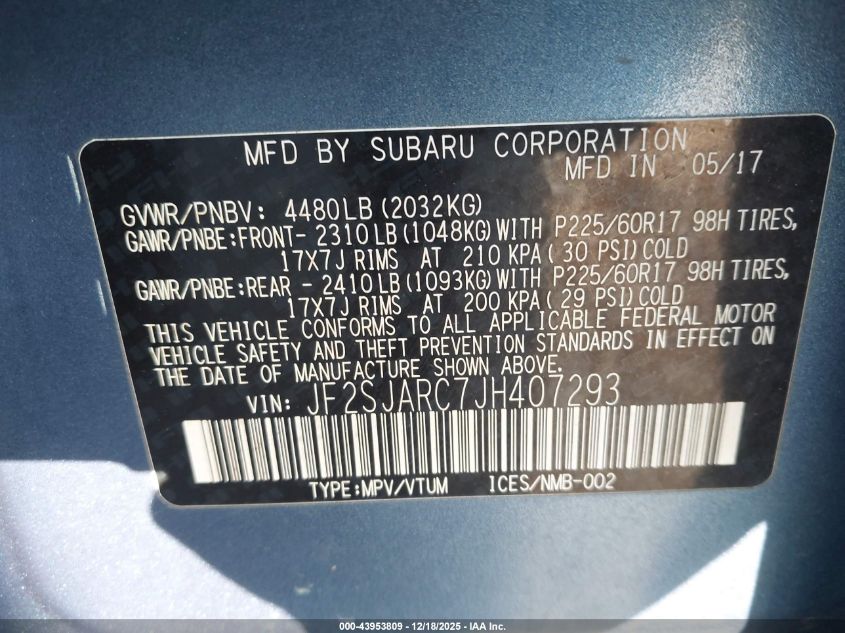 MFD BY SUBARU CORPORATION
MFD IN 05/17
GVWR/PNBV: 4480LB (2032KG)
GAWR/PNBE:FRONT- 2310LB (1048KG) WITH P225/60R17 98H TIRES,
17X7J RIMS AT 210 KPA ( 30 PSI) COLD
GAWR/PNBE:REAR - 2410LB (1093KG) WITH P225/60R17 98H TIRES,
17X7J RIMS AT 200 KPA ( 29 PSI) COLD
THIS VEHICLE CONFORMS TO ALL APPLICABLE FEDERAL MOTOR
VEHICLE SAFETY AND THEFT PREVENTION STANDARDS IN EFFECT ON
THE DATE OF MANUFACTURE SHOWN ABOVE.
VIN: JF2SJARC7JH407293
TYPE:MPV/VTUM ICES/NMB-002
000-43953809 - 12/18/2025 - IAA Inc.